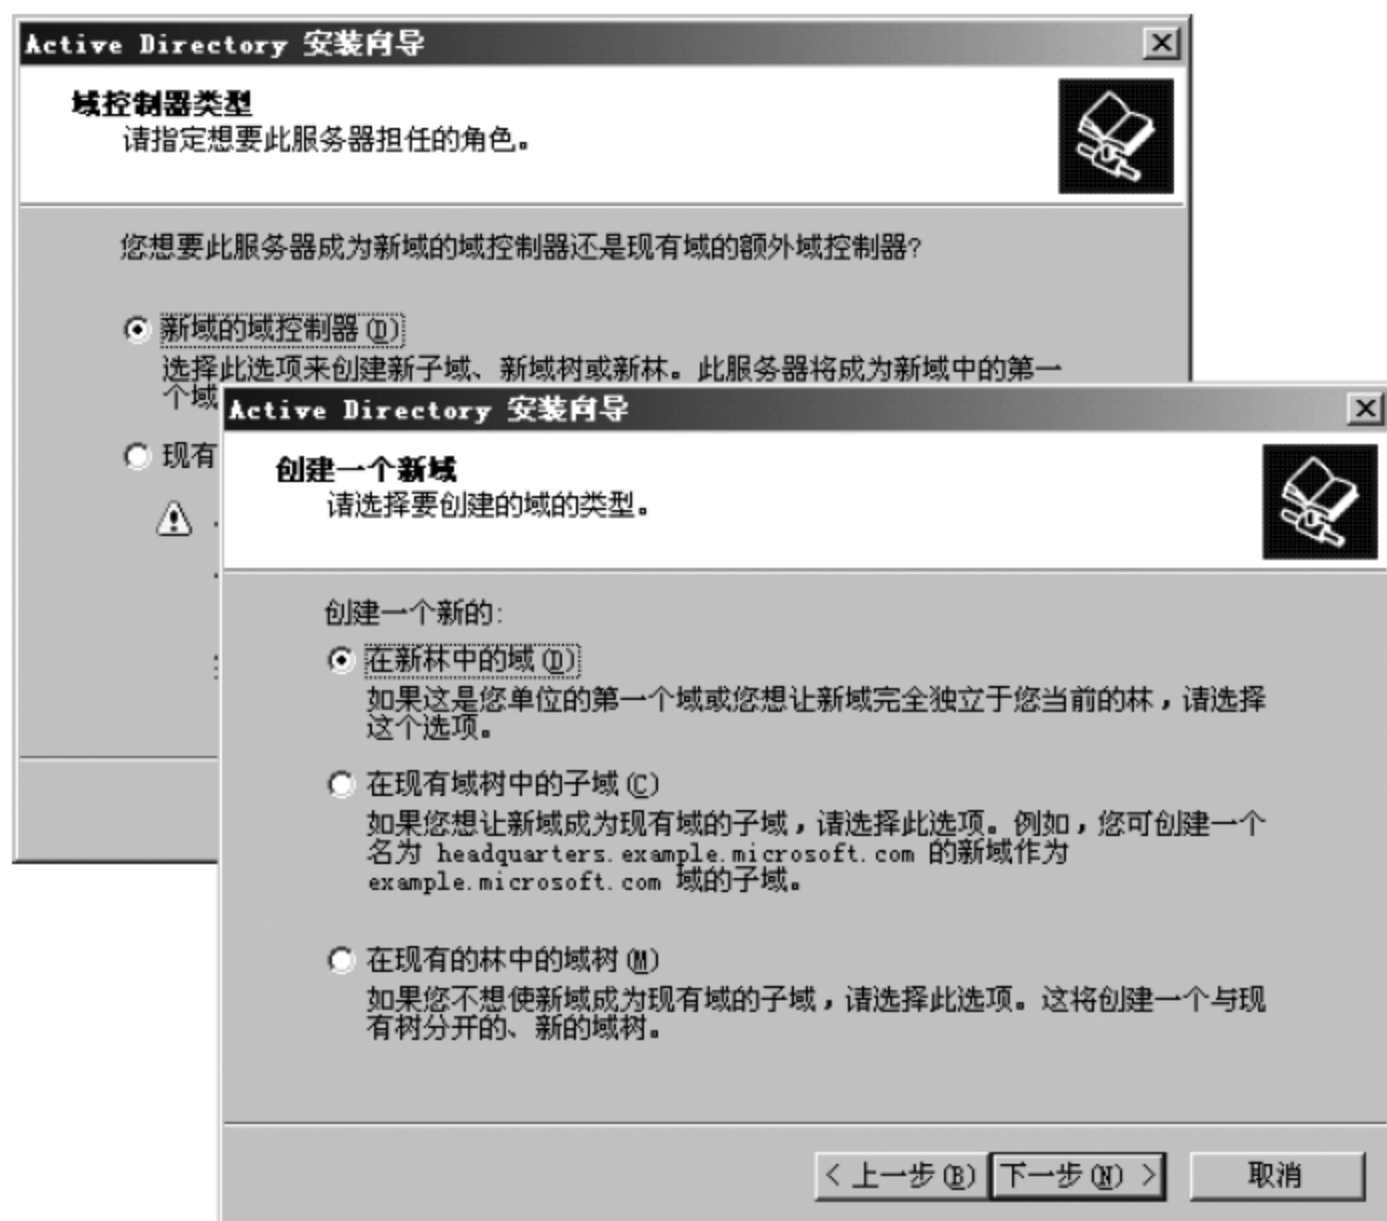 Active Directory 安装向导
域控制器类型
请指定想要此服务器担任的角色。
您想要此服务器成为新域的域控制器还是现有域的额外域控制器?
新域的域控制器(D)
选择此选项来创建新子域、新域树或新林。此服务器将成为新域中的第一
个域
现有
Active Directory 安装向导
创建一个新域
请选择要创建的域的类型。
创建一个新的:
在新林中的域(D)
如果这是您单位的第一个域或您想让新域完全独立于您当前的林，请选择
这个选项。
在现有域树中的子域(C)
如果您想让新域成为现有域的子域，请选择此选项。例如，您可创建一个
名为 headquarters.example.microsoft.com 的新域作为
example.microsoft.com 域的子域。
在现有的林中的域树(M)
如果您不想使新域成为现有域的子域，请选择此选项。这将创建一个与现
有树分开的、新的域树。
< 上一步(B) 下一步(N) > 取消